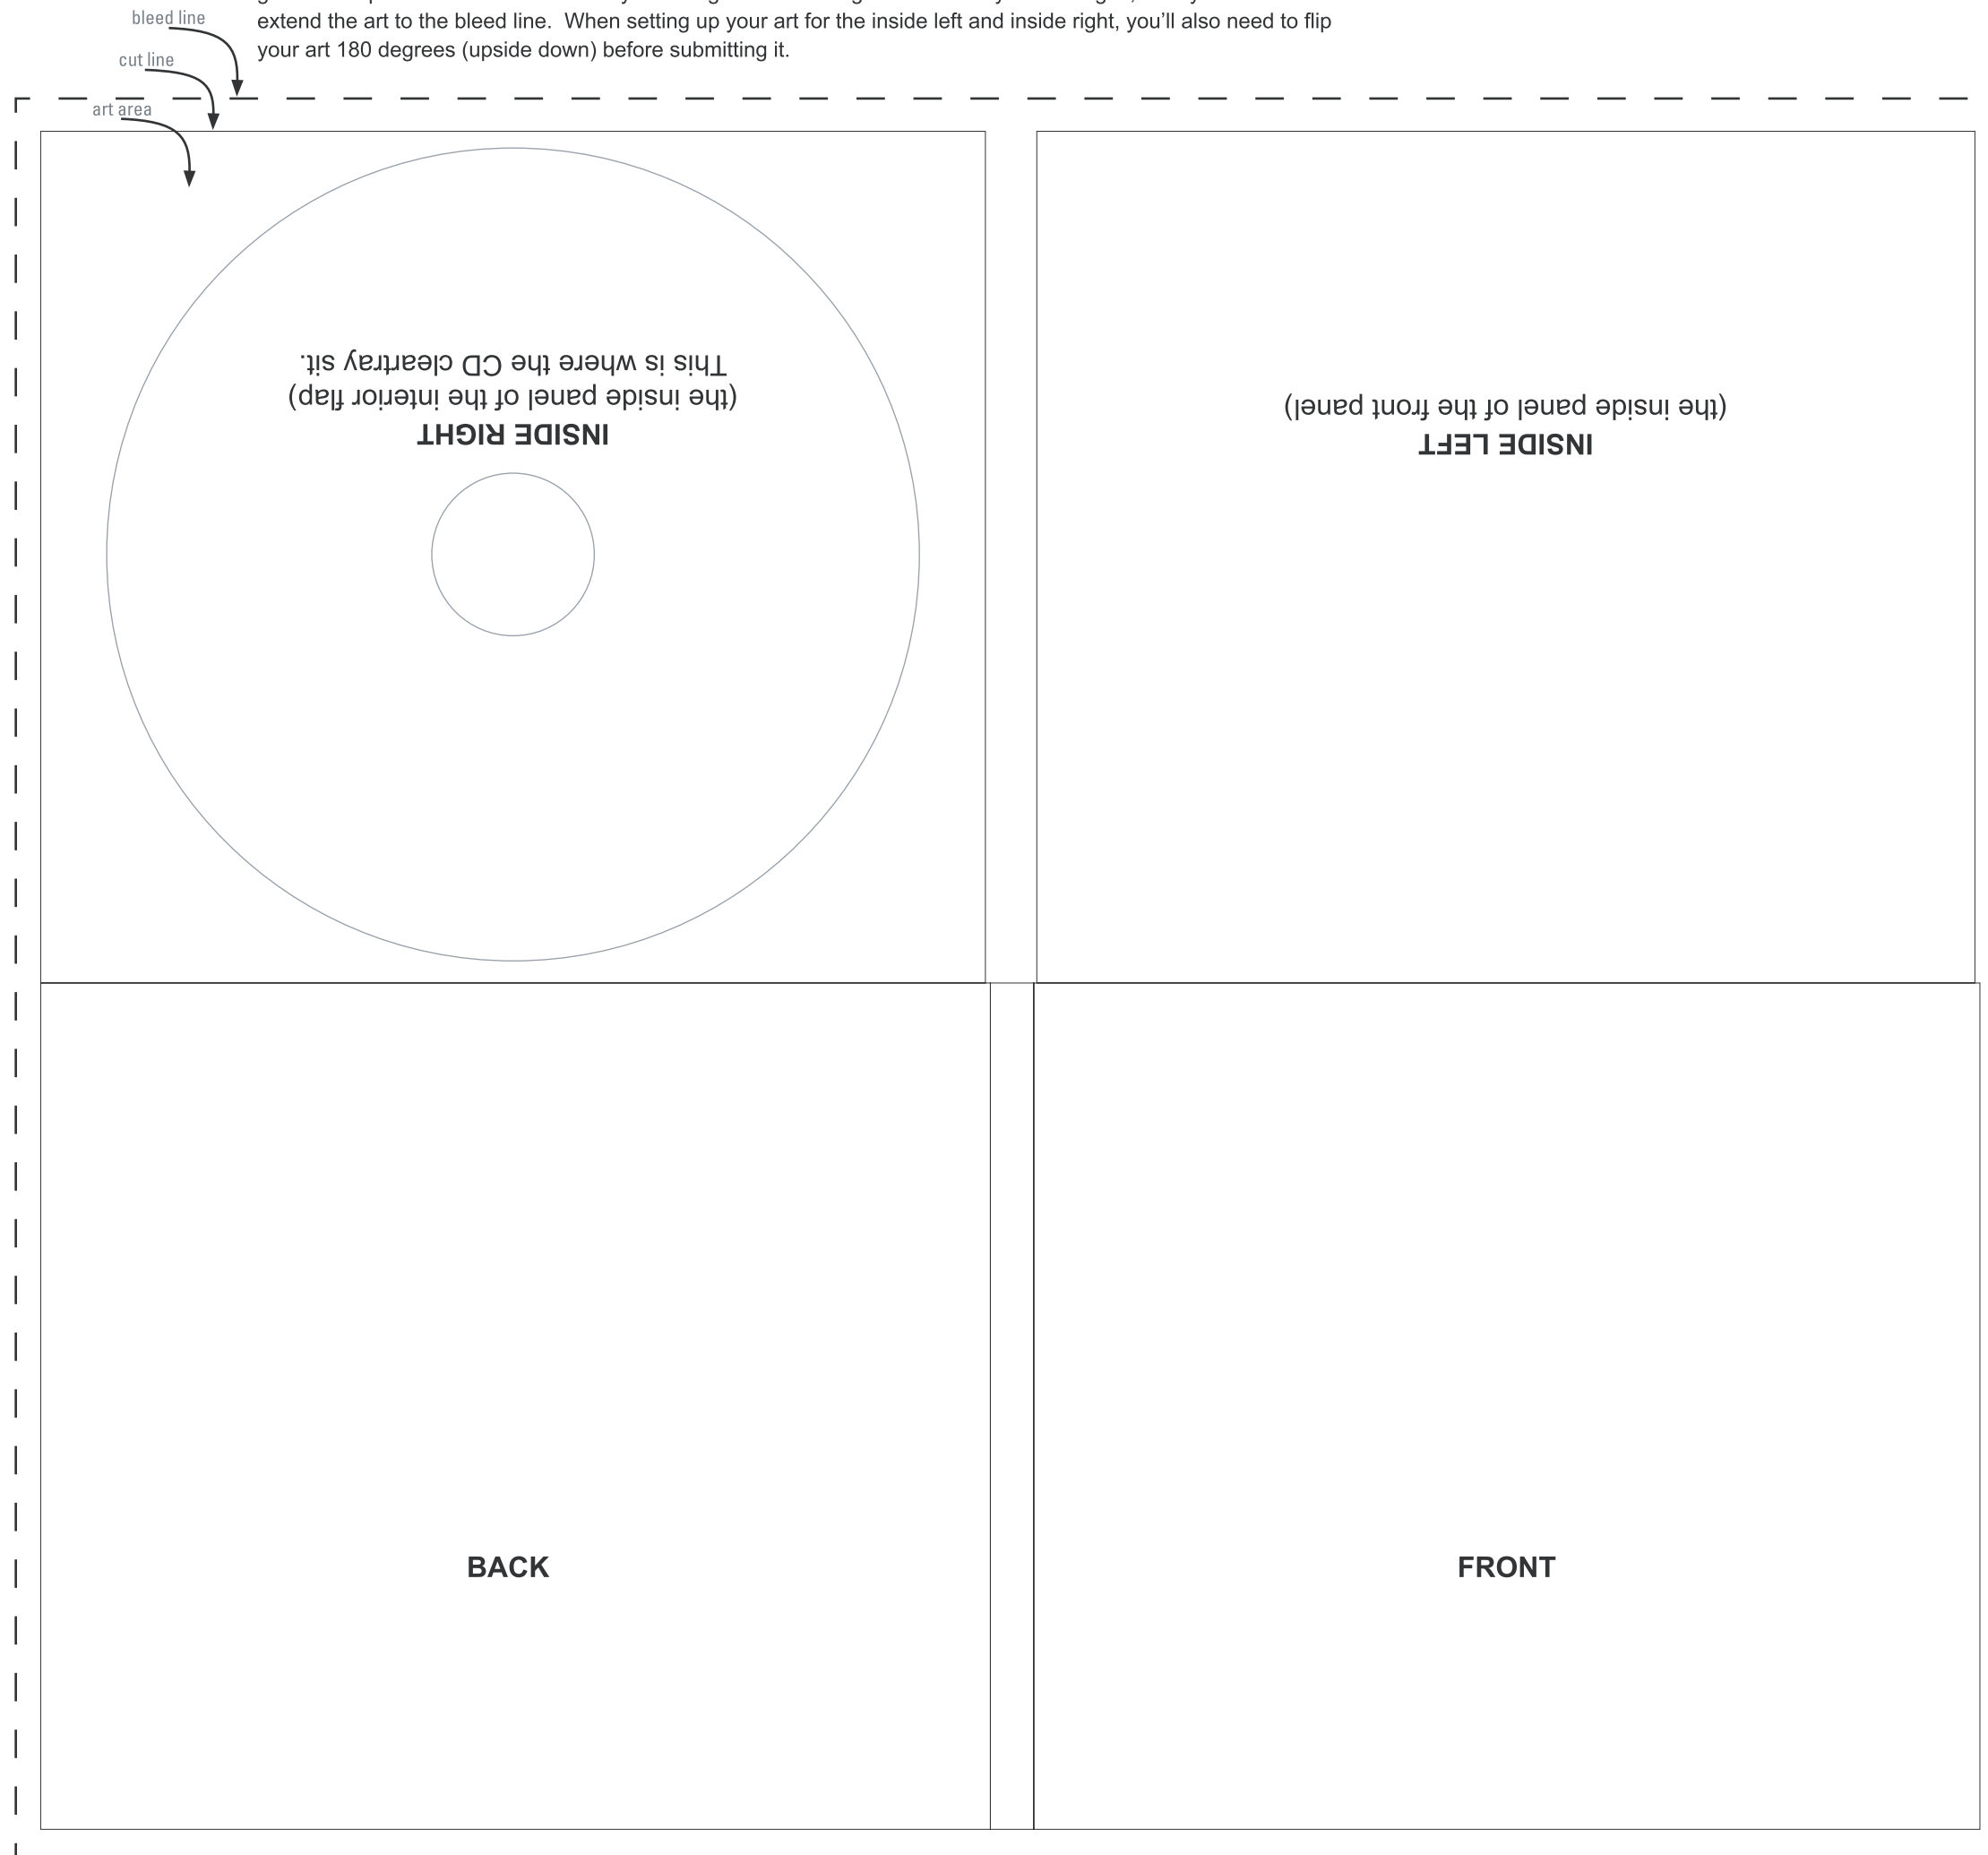 bleed line
extend the art to the bleed line.  When setting up your art for the inside left and inside right, you’ll also need to flip
cut line
your art 180 degrees (upside down) before submitting it.
art area
INSIDE RIGHT
(the inside panel of the interior flap)
This is where the CD cleartray sit.
INSIDE LEFT
(the inside panel of the front panel)
BACK
FRONT